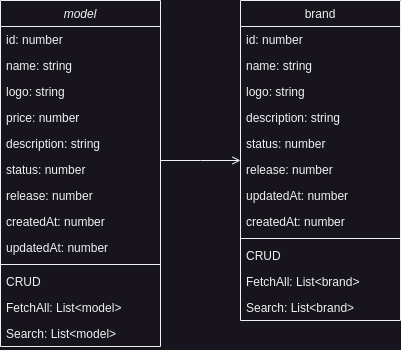 model
id: number
name: string
logo: string
price: number
description: string
status: number
release: number
createdAt: number
updatedAt: number
CRUD
FetchAll: List<model>
Search: List<model>
brand
id: number
name: string
logo: string
description: string
status: number
release: number
updatedAt: number
createdAt: number
CRUD
FetchAll: List<brand>
Search: List<brand>